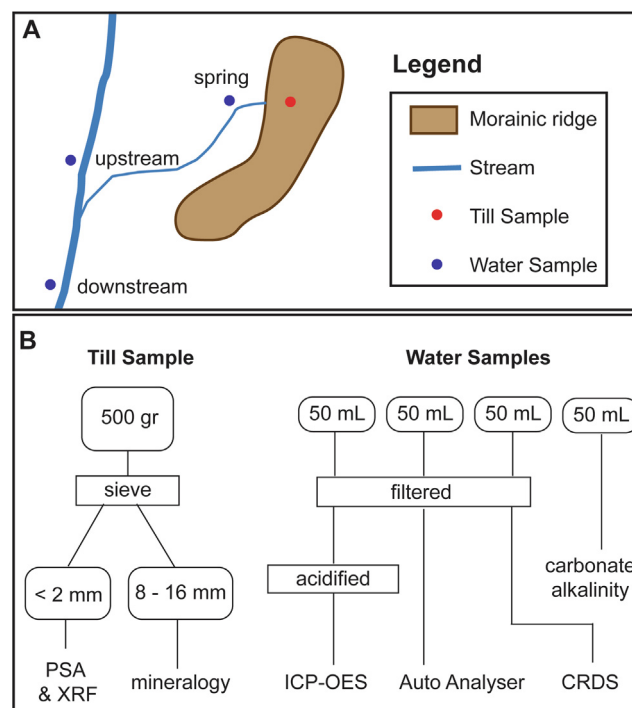 A
spring
upstream
downstream
Legend
Morainic ridge
Stream
Till Sample
Water Sample
B
Till Sample
Water Samples
500 gr
50 mL
50 mL
50 mL
50 mL
sieve
filtered
< 2 mm
8 - 16 mm
acidified
carbonate
alkalinity
PSA
& XRF
mineralogy
ICP-OES
Auto Analyser
CRDS